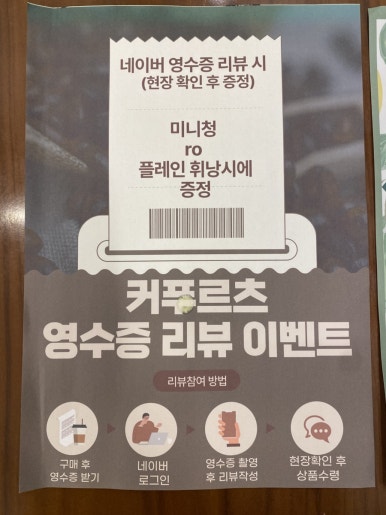 네이버 영수증 리뷰 시
(현장 확인 후 증정)
미니청
ro
플레인 휘낭시에
증정
커푸르츠
영수증 리뷰 이벤트
리뷰참여 방법
구매 후
영수증 받기
네이버
로그인
영수증 촬영
후 리뷰작성
현장확인 후
상품수령